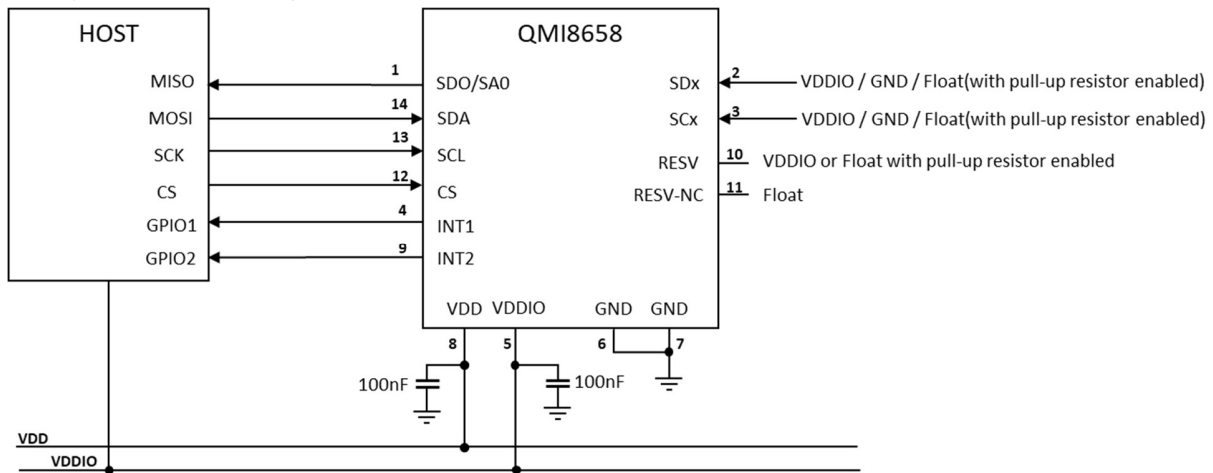 HOST
QMI8658
MISO
1
SDO/SA0
SDx
2
VDDIO / GND / Float(with pull-up resistor enabled)
MOSI
14
SDA
SCx
3
VDDIO / GND / Float(with pull-up resistor enabled)
SCK
13
SCL
RESV
10
VDDIO or Float with pull-up resistor enabled
CS
12
CS
RESV-NC
11
Float
GPIO1
4
INT1
GPIO2
9
INT2
VDD
VDDIO
GND
GND
8
5
6
7
100nF
100nF
VDD
VDDIO